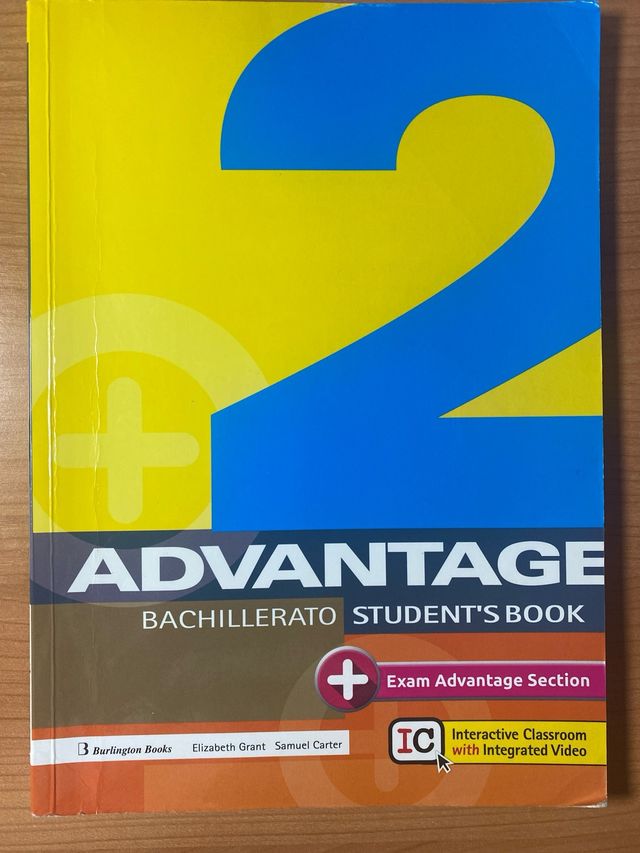 2
ADVANTAGE
BACHILLERATO STUDENT'S BOOK
Exam Advantage Section
B Burlington Books Elizabeth Grant Samuel Carter
IC Interactive Classroom
with Integrated Video